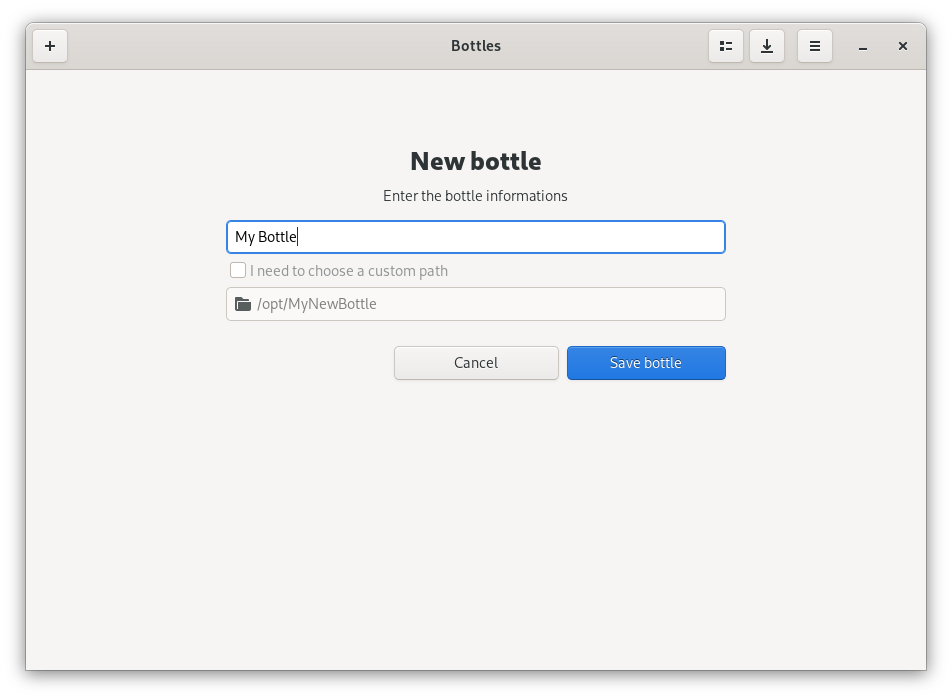 Bottles
New bottle
Enter the bottle informations
My Bottle
I need to choose a custom path
/opt/MyNewBottle
Cancel
Save bottle